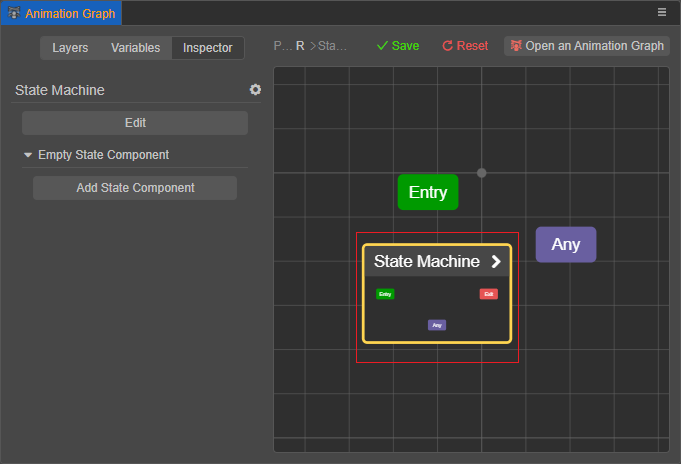 Animation Graph
Layers Variables Inspector
P... R >Sta... Save Reset Open an Animation Graph
State Machine
Edit
Empty State Component
Add State Component
Entry
Any
State Machine
Entry Exit
Any